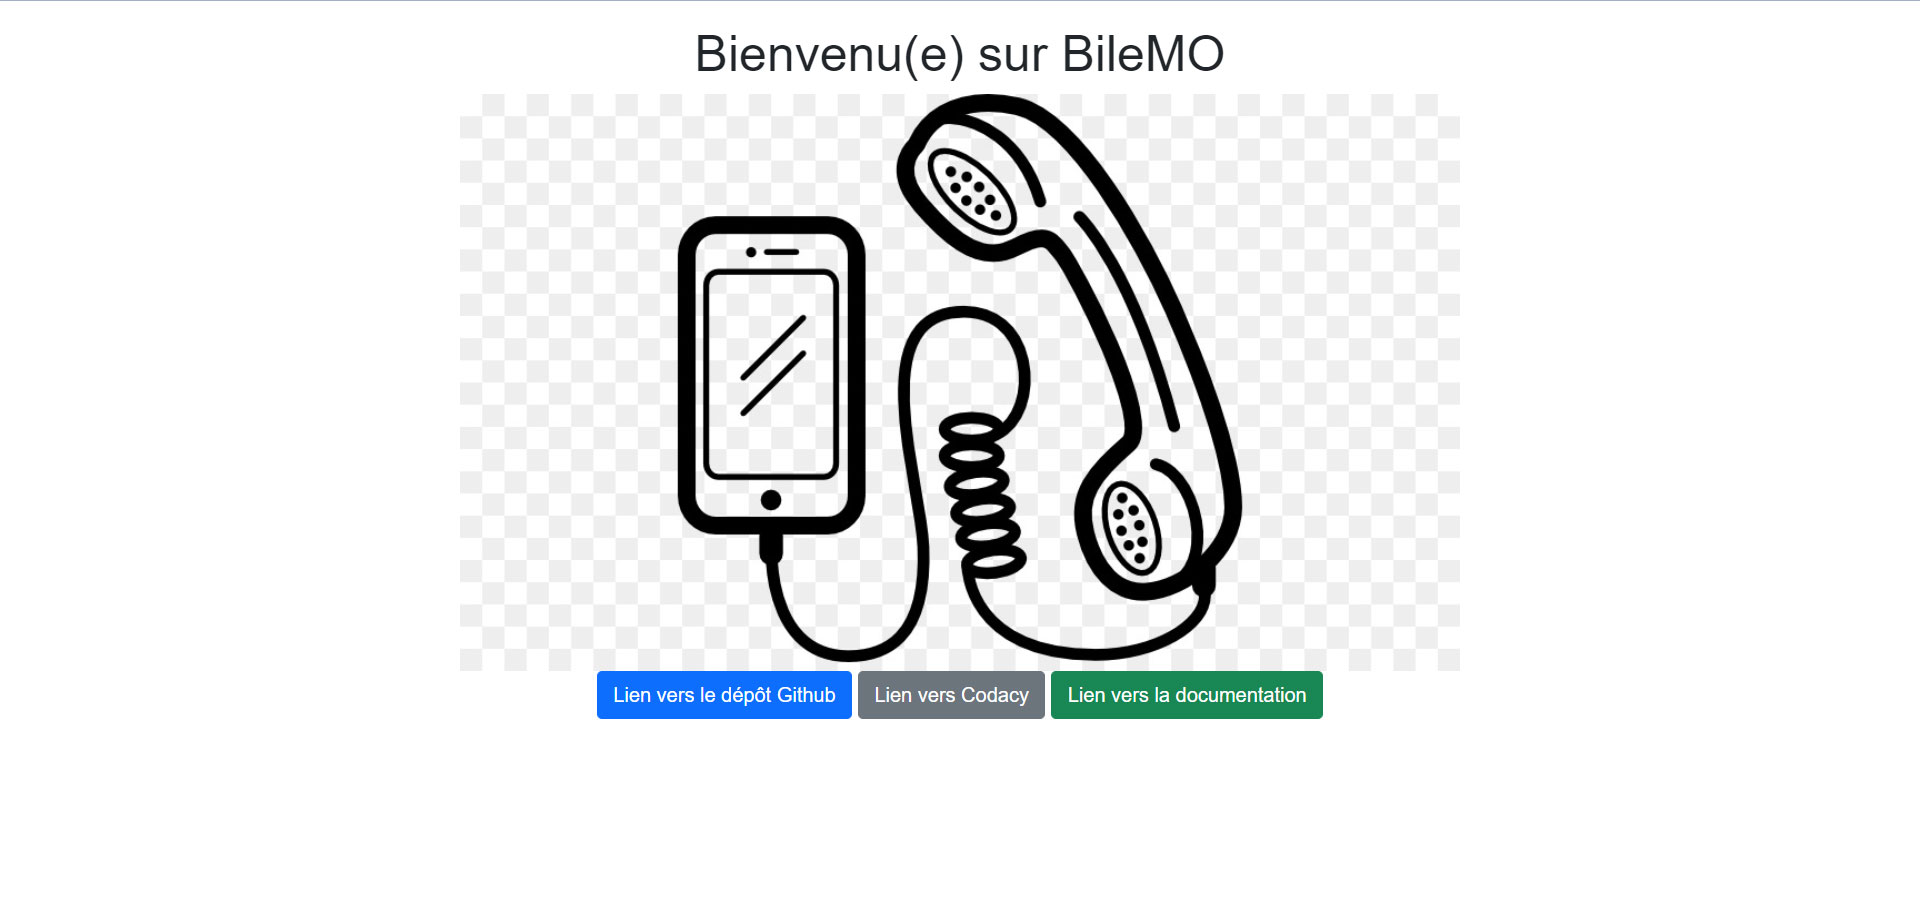 Bienvenu(e) sur BileMO
Lien vers le dépôt Github
Lien vers Codacy
Lien vers la documentation